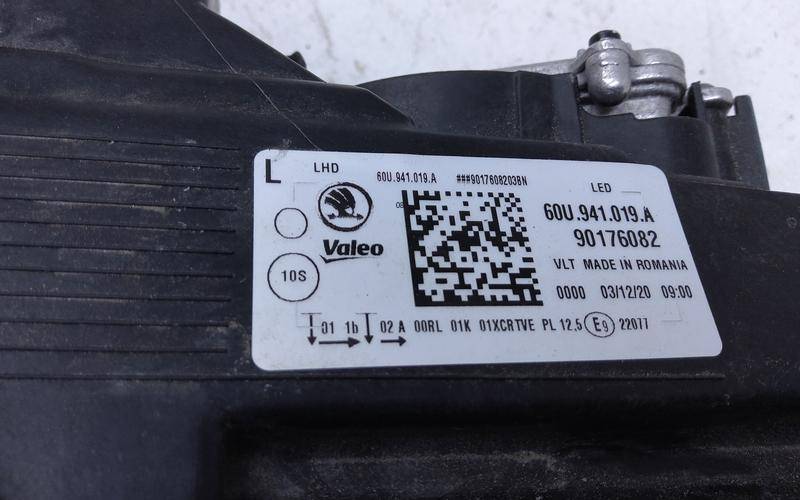 L LHD 60U.941.019.A ###9017608203BN LED
60U.941.019.A
90176082
Valeo
VLT MADE IN ROMANIA
10S
0000 03/12/20 09:00
01 1b 02 A 00RL 01K 01XCRTVE PL 12,5 E9 22077